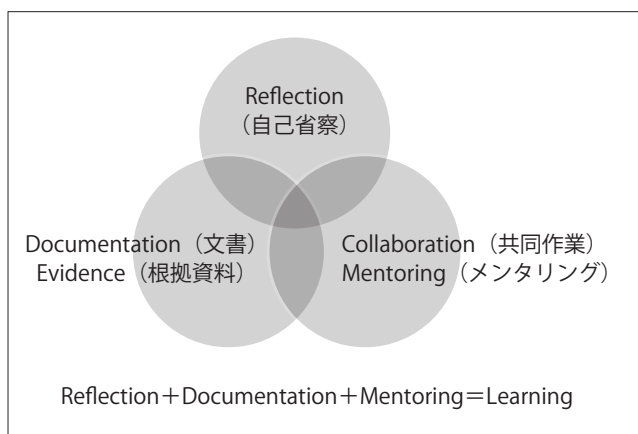 Reflection
（自己省察）
Documentation（文書）
Evidence（根拠資料）
Collaboration（共同作業）
Mentoring（メンタリング）
Reflection＋Documentation＋Mentoring＝Learning